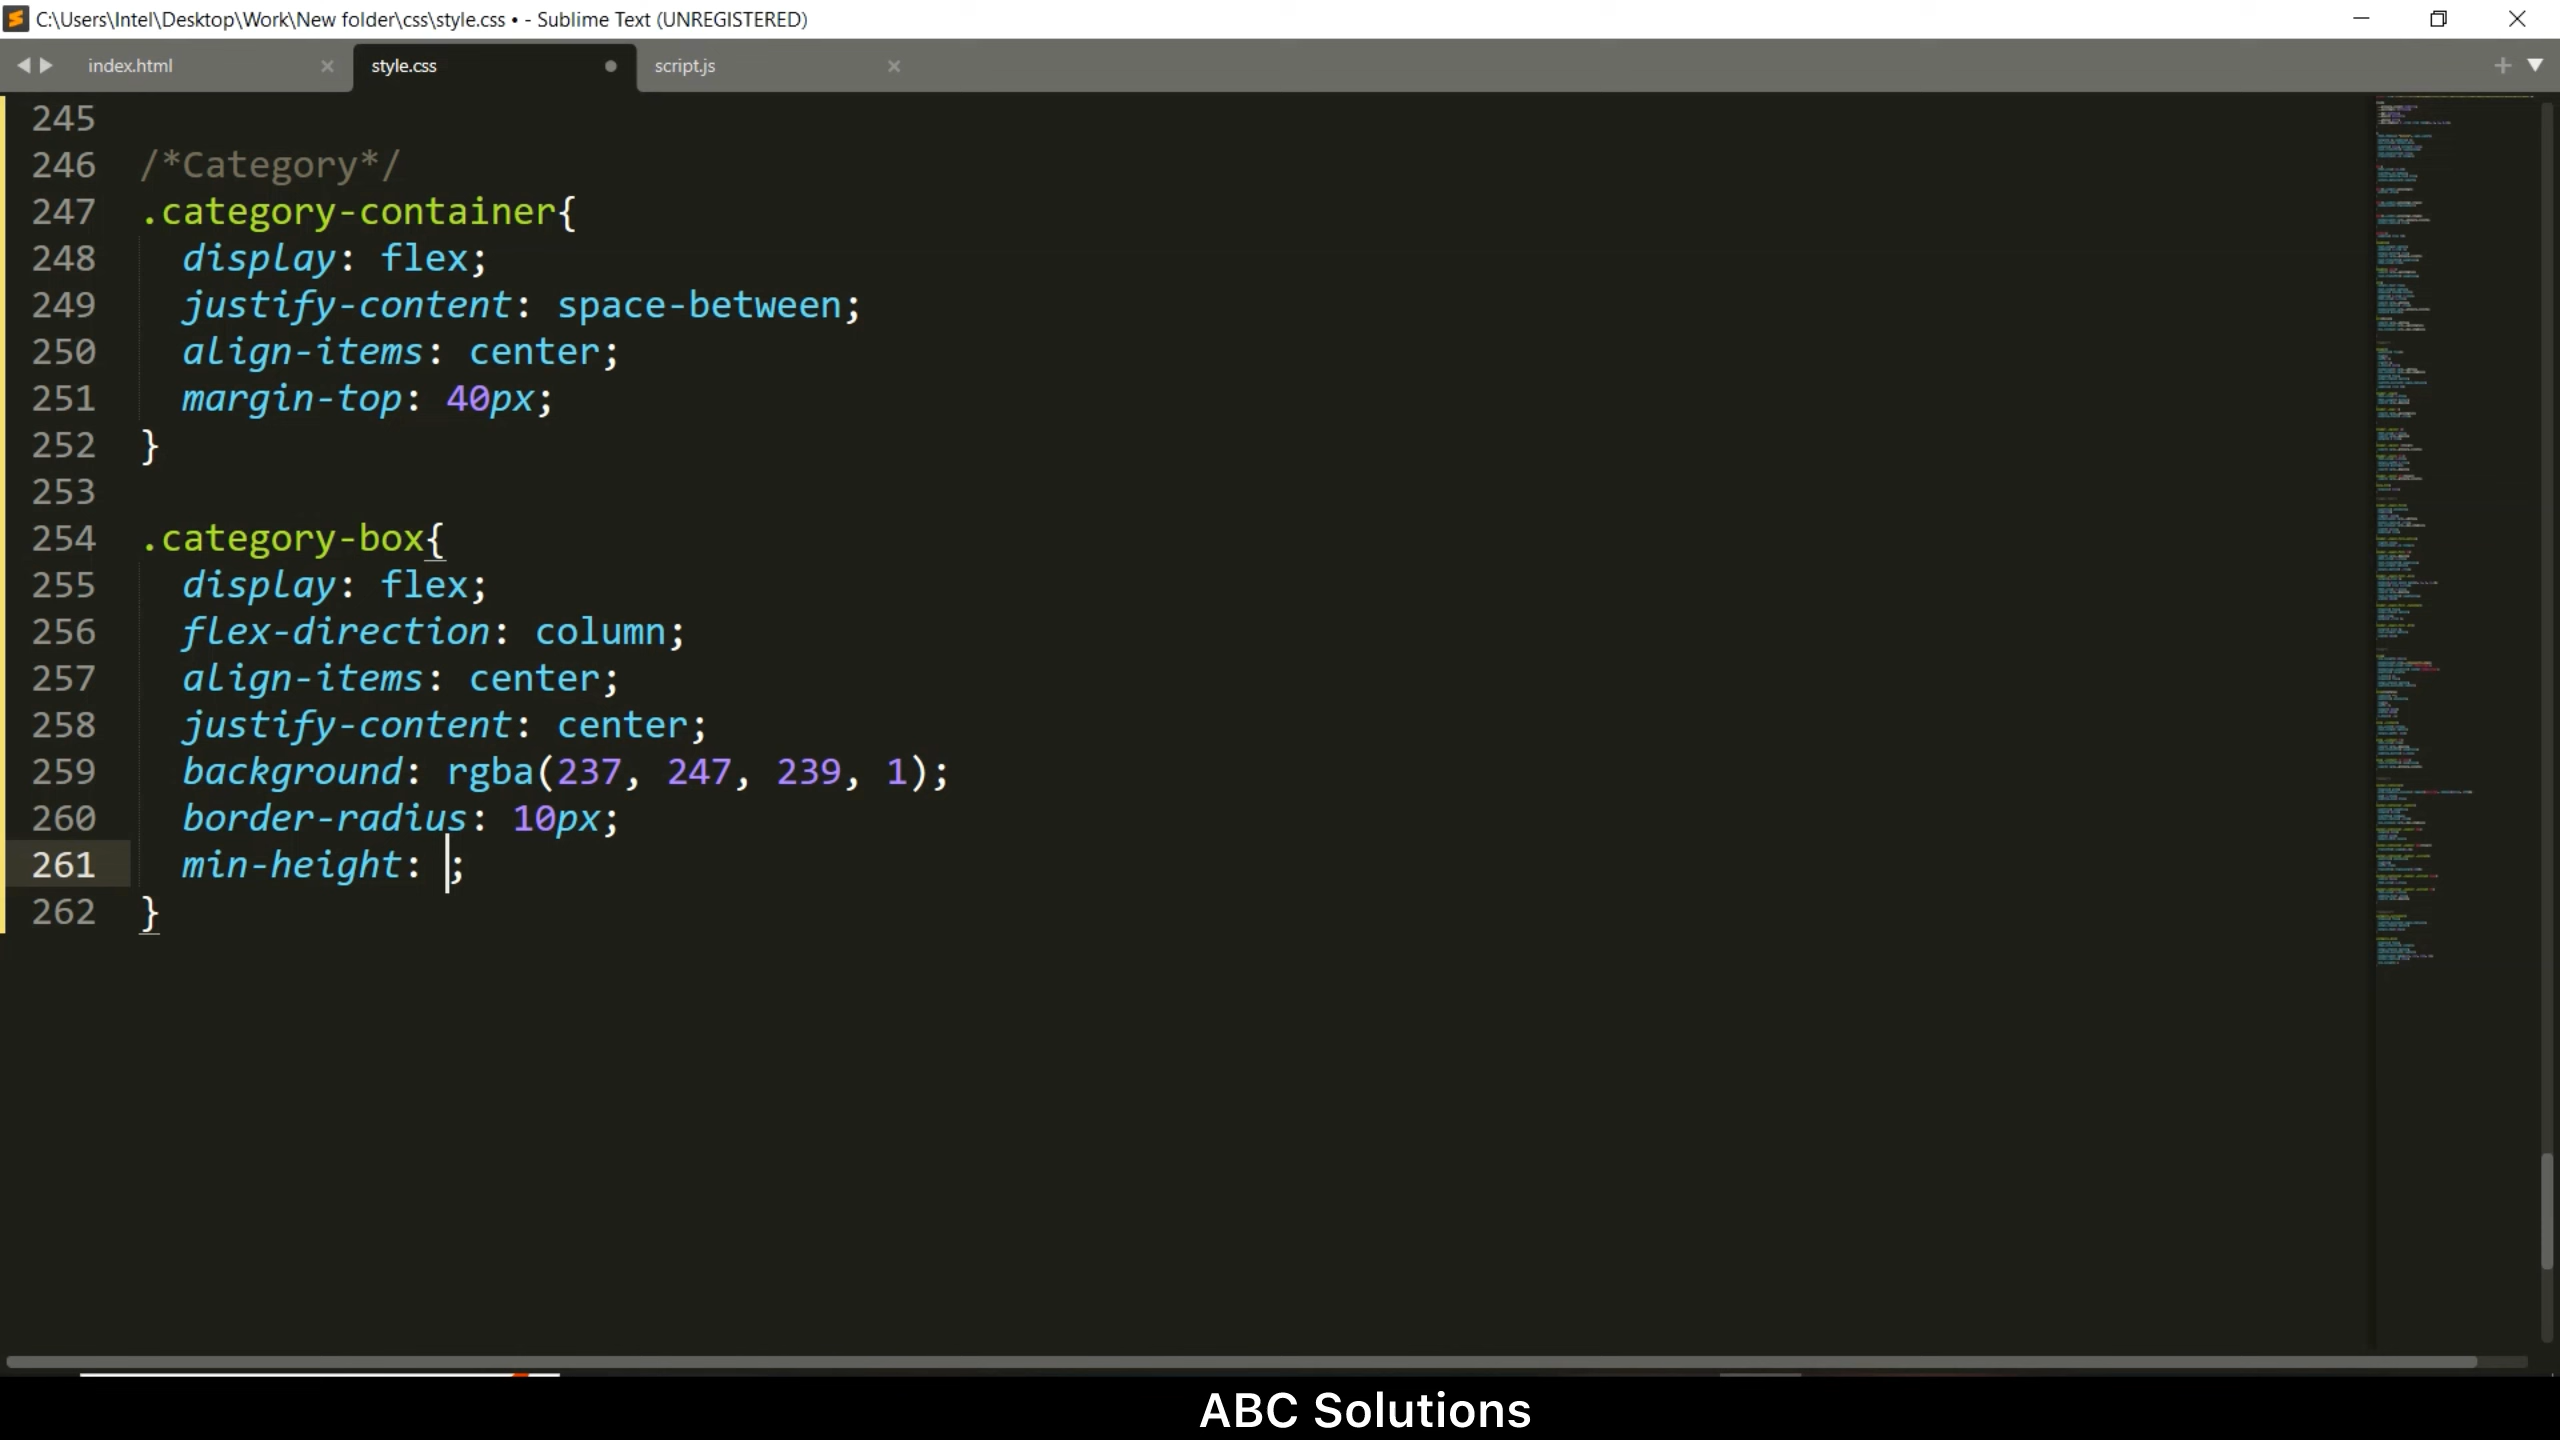 C:\Users\Intel\Desktop\Work\New folder\css\style.css • - Sublime Text (UNREGISTERED)
index.html
style.css
script.js
245
246 /*Category*/
247 .category-container{
248 display: flex;
249 justify-content: space-between;
250 align-items: center;
251 margin-top: 40px;
252 }
253
254 .category-box{
255 display: flex;
256 flex-direction: column;
257 align-items: center;
258 justify-content: center;
259 background: rgba(237, 247, 239, 1);
260 border-radius: 10px;
261 min-height: ;
262 }
ABC Solutions